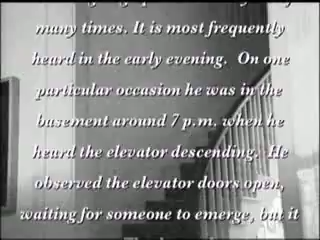 many times. It is most frequently
heard in the early evening. On one
particular occasion he was in the
basement around 7 p.m. when he
heard the elevator descending. He
observed the elevator doors open,
waiting for someone to emerge, but it